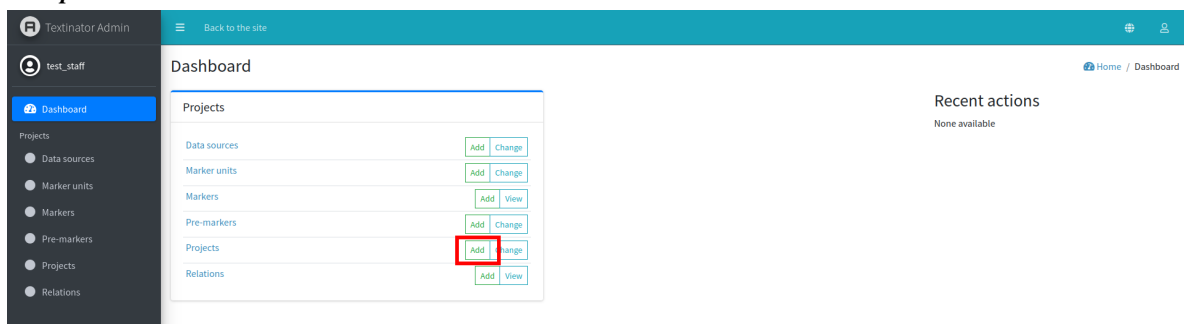 Textinator Admin
Back to the site
test_staff
Dashboard
Home / Dashboard
Dashboard
Projects
Data sources
Marker units
Markers
Pre-markers
Projects
Relations
Projects
Data sources Add Change
Marker units Add Change
Markers Add View
Pre-markers Add Change
Projects Add Change
Relations Add View
Recent actions
None available